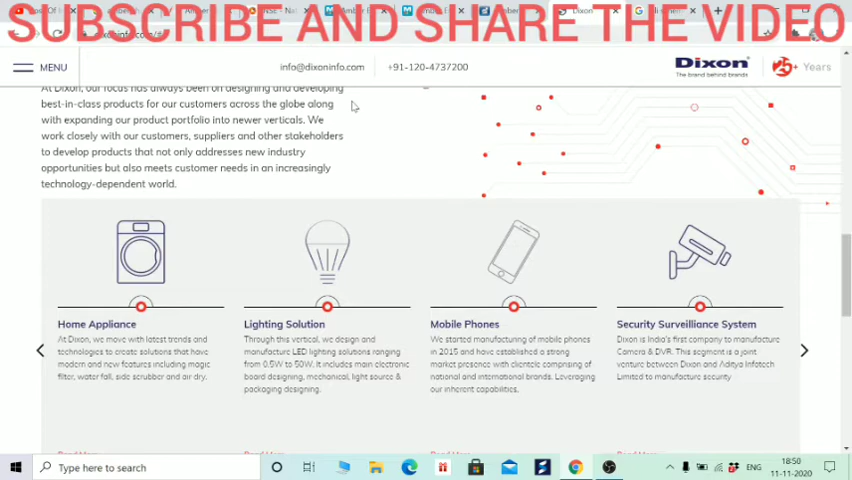 SUBSCRIBE AND SHARE THE VIDEO
MENU
info@dixoninfo.com
+91-120-4737200
Dixon
The brand behind brands
25+ Years
At Dixon, our focus has always been on designing and developing
best-in-class products for our customers across the globe along
with expanding our product portfolio into newer verticals. We
work closely with our customers, suppliers and other stakeholders
to develop products that not only addresses new industry
opportunities but also meets customer needs in an increasingly
technology-dependent world.
Home Appliance
At Dixon, we move with latest trends and
technologies to create solutions that have
modern and new features including magic
filter, water fall, side scrubber and air dry.
Lighting Solution
Through this vertical, we design and
manufacture LED lighting solutions ranging
from 0.5W to 50W. It includes main electronic
board designing, mechanical, light source &
packaging designing.
Mobile Phones
We started manufacturing of mobile phones
in 2015 and have established a strong
market presence with clientele comprising of
national and international brands. Leveraging
our inherent capabilities.
Security Surveilliance System
Dixon is India's first company to manufacture
Camera & DVR. This segment is a joint
venture between Dixon and Aditya Infotech
Limited to manufacture security
Type here to search
ENG
18:50
11-11-2020